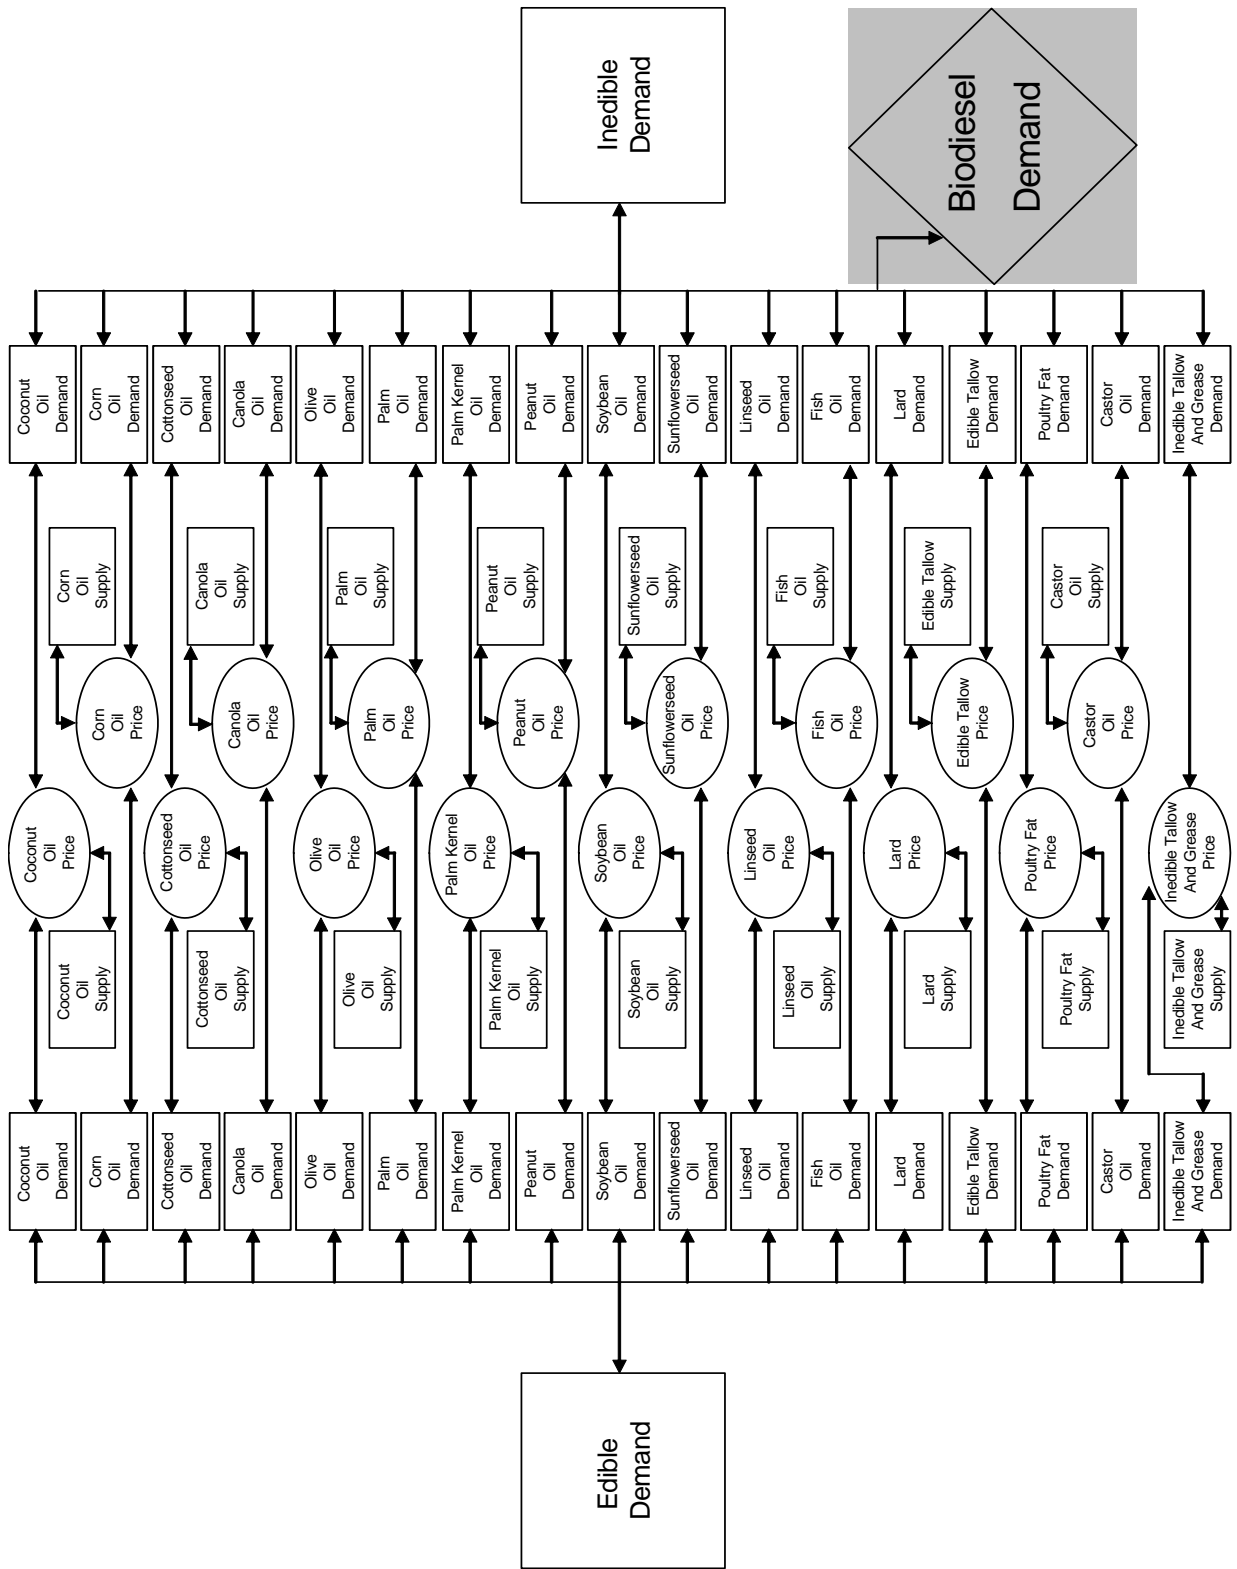 Edible
Demand
Coconut
Oil
Demand
Corn
Oil
Demand
Cottonseed
Oil
Demand
Canola
Oil
Demand
Olive
Oil
Demand
Palm
Oil
Demand
Palm Kernel
Oil
Demand
Peanut
Oil
Demand
Soybean
Oil
Demand
Sunflowerseed
Oil
Demand
Linseed
Oil
Demand
Fish
Oil
Demand
Lard
Demand
Edible Tallow
Demand
Poultry Fat
Demand
Castor
Oil
Demand
Inedible Tallow
And Grease
Demand
Coconut
Oil
Supply
Cottonseed
Oil
Supply
Olive
Oil
Supply
Palm Kernel
Oil
Supply
Soybean
Oil
Supply
Linseed
Oil
Supply
Lard
Supply
Poultry Fat
Supply
Inedible Tallow
And Grease
Supply
Coconut
Oil
Price
Cottonseed
Oil
Price
Olive
Oil
Price
Palm Kernel
Oil
Price
Soybean
Oil
Price
Linseed
Oil
Price
Lard
Price
Poultry Fat
Price
Inedible Tallow
And Grease
Price
Corn
Oil
Price
Canola
Oil
Price
Palm
Oil
Price
Peanut
Oil
Price
Sunflowerseed
Oil
Price
Fish
Oil
Price
Edible Tallow
Price
Castor
Oil
Price
Corn
Oil
Supply
Canola
Oil
Supply
Palm
Oil
Supply
Peanut
Oil
Supply
Sunflowerseed
Oil
Supply
Fish
Oil
Supply
Edible Tallow
Supply
Castor
Oil
Supply
Coconut
Oil
Demand
Corn
Oil
Demand
Cottonseed
Oil
Demand
Canola
Oil
Demand
Olive
Oil
Demand
Palm
Oil
Demand
Palm Kernel
Oil
Demand
Peanut
Oil
Demand
Soybean
Oil
Demand
Sunflowerseed
Oil
Demand
Linseed
Oil
Demand
Fish
Oil
Demand
Lard
Demand
Edible Tallow
Demand
Poultry Fat
Demand
Castor
Oil
Demand
Inedible Tallow
And Grease
Demand
Inedible
Demand
Biodiesel
Demand